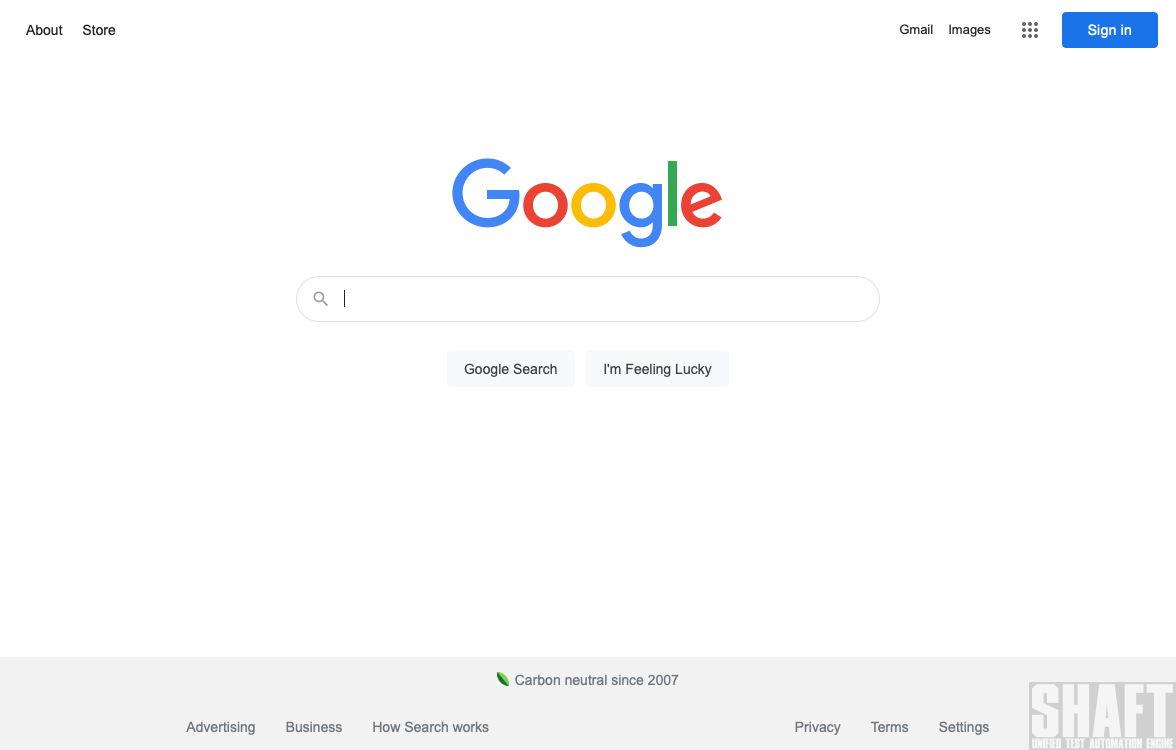 About Store Gmail Images Sign in
Google
Google Search I'm Feeling Lucky
Carbon neutral since 2007
Advertising Business How Search works Privacy Terms Settings
SHAFT
UNIFIED TEST AUTOMATION ENGINE